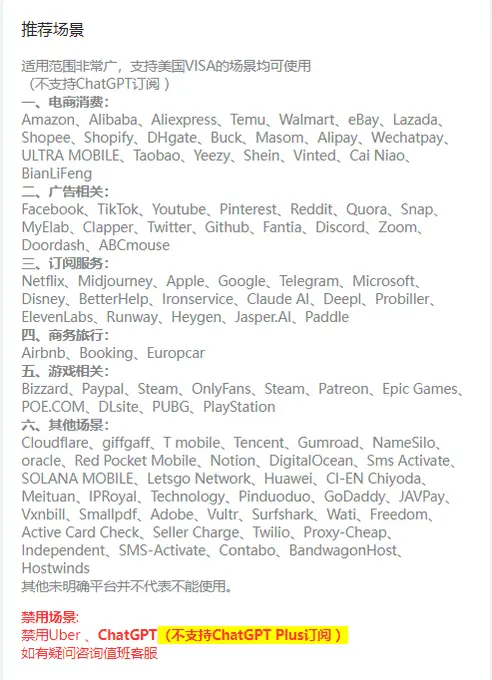 推荐场景
适用范围非常广，支持美国VISA的场景均可使用
（不支持ChatGPT订阅 ）
一、电商消费：
Amazon、Alibaba、Aliexpress、Temu、Walmart、eBay、Lazada、
Shopee、Shopify、DHgate、Buck、Masom、Alipay、Wechatpay、
ULTRA MOBILE、Taobao、Yeezy、Shein、Vinted、Cai Niao、
BianLiFeng
二、广告相关：
Facebook、TikTok、Youtube、Pinterest、Reddit、Quora、Snap、
MyElab、Clapper、Twitter、Github、Fantia、Discord、Zoom、
Doordash、ABCmouse
三、订阅服务：
Netflix、Midjourney、Apple、Google、Telegram、Microsoft、
Disney、BetterHelp、Ironservice、Claude AI、Deepl、Probiller、
ElevenLabs、Runway、Heygen、Jasper.AI、Paddle
四、商务旅行：
Airbnb、Booking、Europcar
五、游戏相关：
Bizzard、Paypal、Steam、OnlyFans、Steam、Patreon、Epic Games、
POE.COM、DLsite、PUBG、PlayStation
六、其他场景：
Cloudflare、giffgaff、T mobile、Tencent、Gumroad、NameSilo、
oracle、Red Pocket Mobile、Notion、DigitalOcean、Sms Activate、
SOLANA MOBILE、Letsgo Network、Huawei、CI-EN Chiyoda、
Meituan、IPRoyal、Technology、Pinduoduo、GoDaddy、JAVPay、
Vxnbill、Smallpdf、Adobe、Vultr、Surfshark、Wati、Freedom、
Active Card Check、Seller Charge、Twilio、Proxy-Cheap、
Independent、SMS-Activate、Contabo、BandwagonHost、
Hostwinds
其他未明确平台并不代表不能使用。
禁用场景:
禁用Uber 、ChatGPT（不支持ChatGPT Plus订阅 ）
如有疑问咨询值班客服